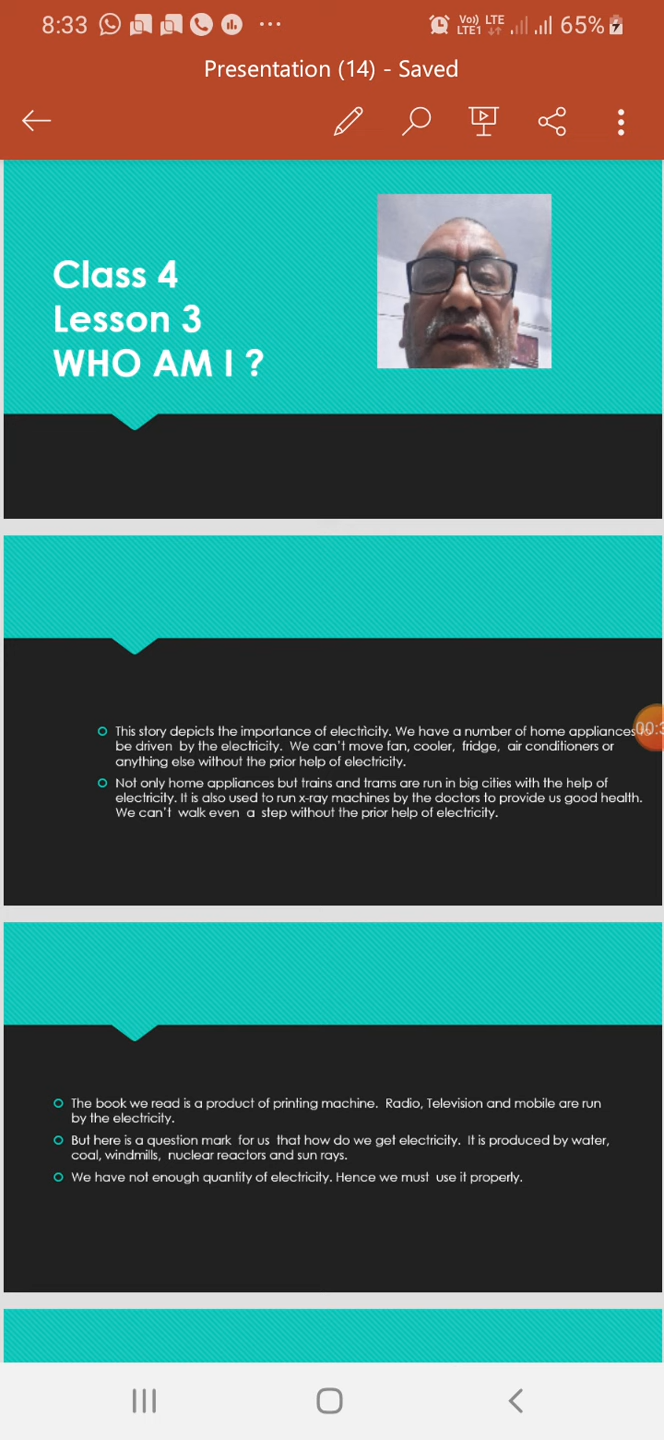 8:33
Vo)) LTE
LTE1
65%
Presentation (14) - Saved
Class 4
Lesson 3
WHO AM I ?
This story depicts the importance of electricity. We have a number of home appliances
be driven by the electricity. We can't move fan, cooler, fridge, air conditioners or
anything else without the prior help of electricity.
Not only home appliances but trains and trams are run in big cities with the help of
electricity. It is also used to run x-ray machines by the doctors to provide us good health.
We can't walk even a step without the prior help of electricity.
The book we read is a product of printing machine. Radio, Television and mobile are run
by the electricity.
But here is a question mark for us that how do we get electricity. It is produced by water,
coal, windmills, nuclear reactors and sun rays.
We have not enough quantity of electricity. Hence we must use it properly.